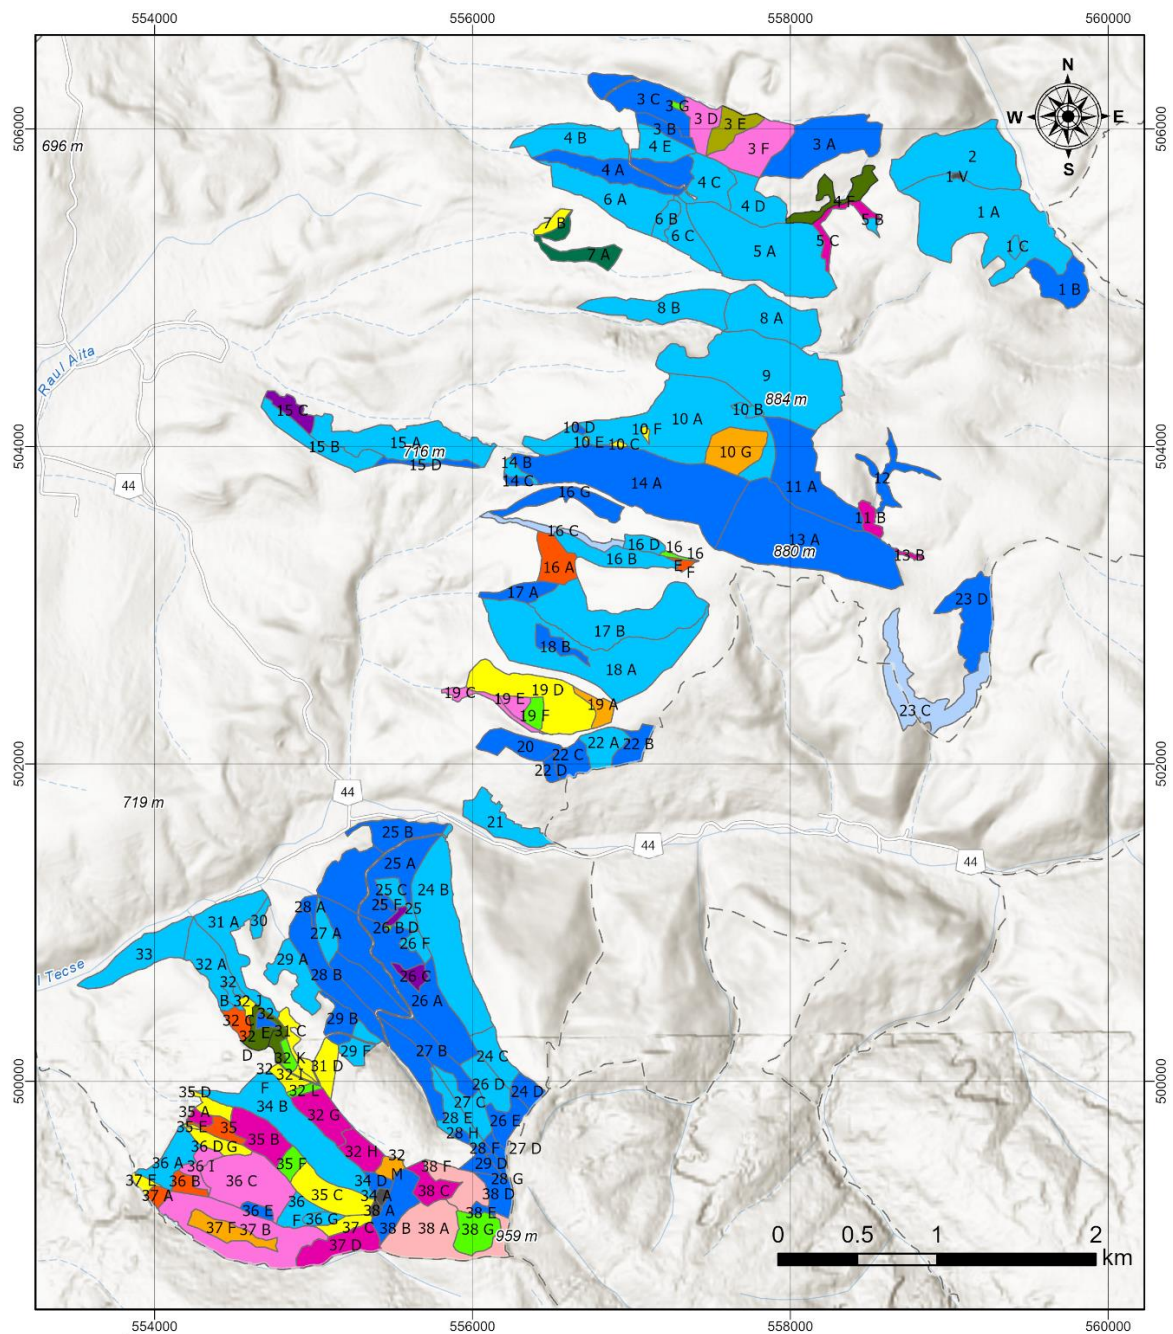 554000 556000 558000 560000
506000 506000
696 m
N
W E
S
3 C
3 G
3 D
3 E
3 B
3 F
3 A
4 B
4 E
4 A
4 C
4 D
4 F
2
1 V
1 A
1 C
1 B
6 A
6 B
6 C
5 A
5 B
5 C
7 B
7 A
8 B
8 A
Raul Aita
9
884 m
10 A
10 B
15 C
10 D
10 F
10 E
10 C
10 G
15 B
15 A
716 m
15 D
504000 504000
14 B
14 C
14 A
11 A
12
44
16 G
11 B
16 C
16 D
16
16
16 B
E
F
13 A
880 m
13 B
16 A
17 A
17 B
18 B
18 A
23 D
23 C
19 C
19 E
19 D
19 F
19 A
20
22 A
22 B
22 C
22 D
502000 502000
44
719 m
21
44
44
25 B
25 A
25 C
24 B
25 F
25
D
26 B
26 F
28 A
27 A
31 A
30
33
29 A
32 A
28 B
26 C
26 A
l Tecse
32
B
32 J
32 C
32
E
31 C
32
D
29 B
27 B
29 F
32 K
31 D
32
F
32 I
32 L
24 C
26 D
24 D
27 C
500000 500000
35 D
34 B
35 A
35 E
35
G
32 G
28 E
26 E
28 H
28 F
27 D
36 D
35 B
32 H
32
M
36 A
36 I
35 F
29 D
28 G
37 E
36 B
36 C
34 D
38 F
37 A
35 C
34 A
38 C
38 D
36
F
36 E
36 G
38 A
38 E
37 F
37 B
37 C
38 B
38 A
38 G
959 m
37 D
0 0.5 1 2
km
554000 556000 558000 560000